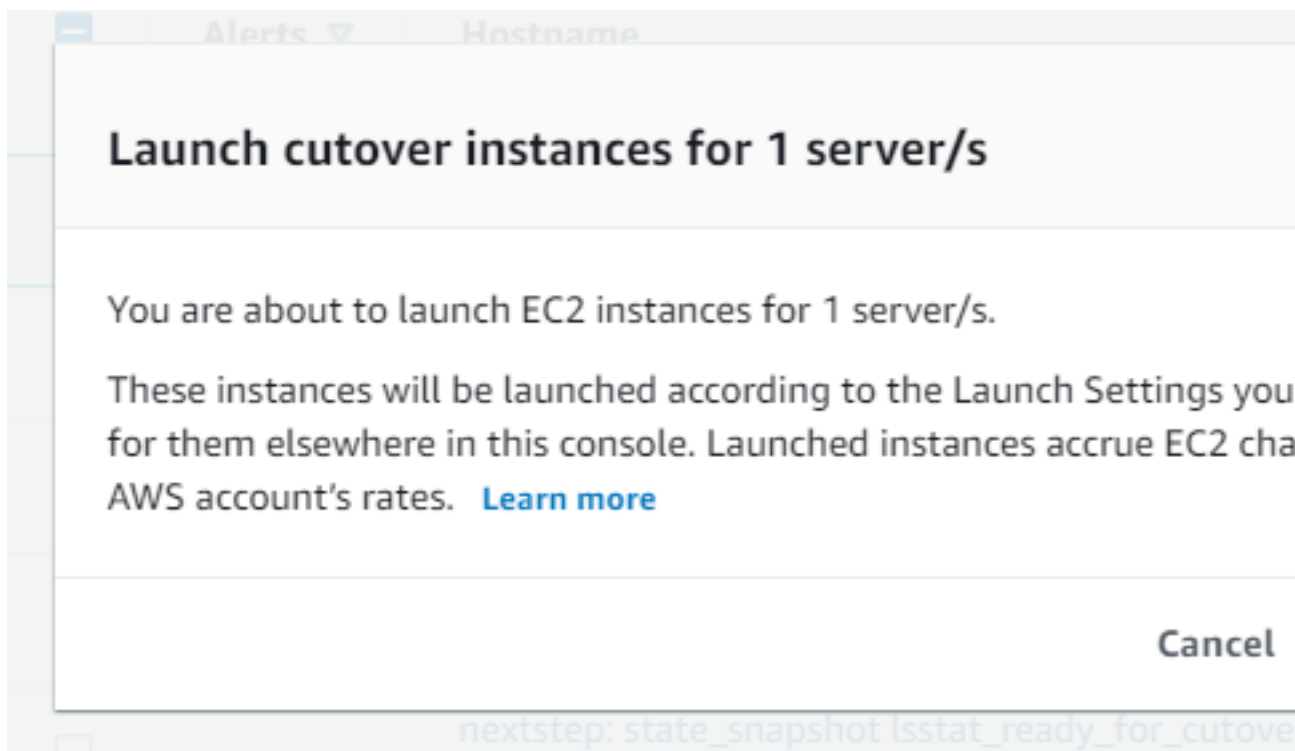 Alerts Hostname
Launch cutover instances for 1 server/s
You are about to launch EC2 instances for 1 server/s.
These instances will be launched according to the Launch Settings you
for them elsewhere in this console. Launched instances accrue EC2 cha
AWS account's rates. Learn more
Cancel
nextstep: state_snapshot lsstat_ready_for_cutove